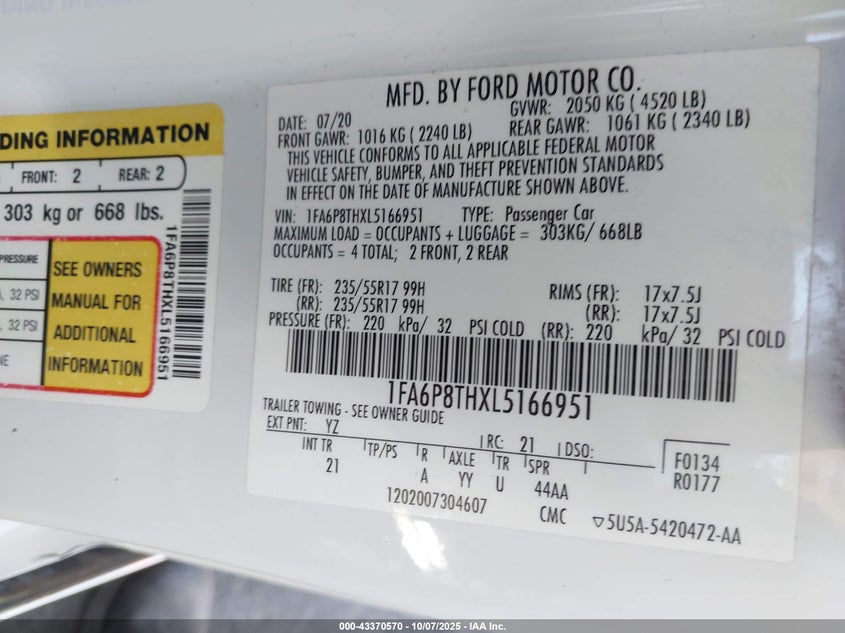 DING INFORMATION
FRONT: 2 REAR: 2
303 kg or 668 lbs.
PRESSURE
32 PSI
32 PSI
SEE OWNERS
MANUAL FOR
ADDITIONAL
INFORMATION
1FA6P8THXL5166951
MFD. BY FORD MOTOR CO.
DATE: 07/20 GVWR: 2050 KG ( 4520 LB)
FRONT GAWR: 1016 KG ( 2240 LB) REAR GAWR: 1061 KG ( 2340 LB)
THIS VEHICLE CONFORMS TO ALL APPLICABLE FEDERAL MOTOR
VEHICLE SAFETY, BUMPER, AND THEFT PREVENTION STANDARDS
IN EFFECT ON THE DATE OF MANUFACTURE SHOWN ABOVE.
VIN: 1FA6P8THXL5166951 TYPE: Passenger Car
MAXIMUM LOAD = OCCUPANTS + LUGGAGE = 303KG/ 668LB
OCCUPANTS = 4 TOTAL; 2 FRONT, 2 REAR
TIRE (FR): 235/55R17 99H RIMS (FR): 17x7.5J
(RR): 235/55R17 99H (RR): 17x7.5J
PRESSURE (FR): 220 kPa/ 32 PSI COLD (RR): 220 kPa/ 32 PSI COLD
1FA6P8THXL5166951
TRAILER TOWING - SEE OWNER GUIDE
EXT PNT: YZ RC: 21 DSO:
INT TR TP/PS R AXLE TR SPR
21 A YY U 44AA
F0134
R0177
1202007304607 CMC ▽5U5A-5420472-AA
000-43370570 - 10/07/2025 - IAA Inc.